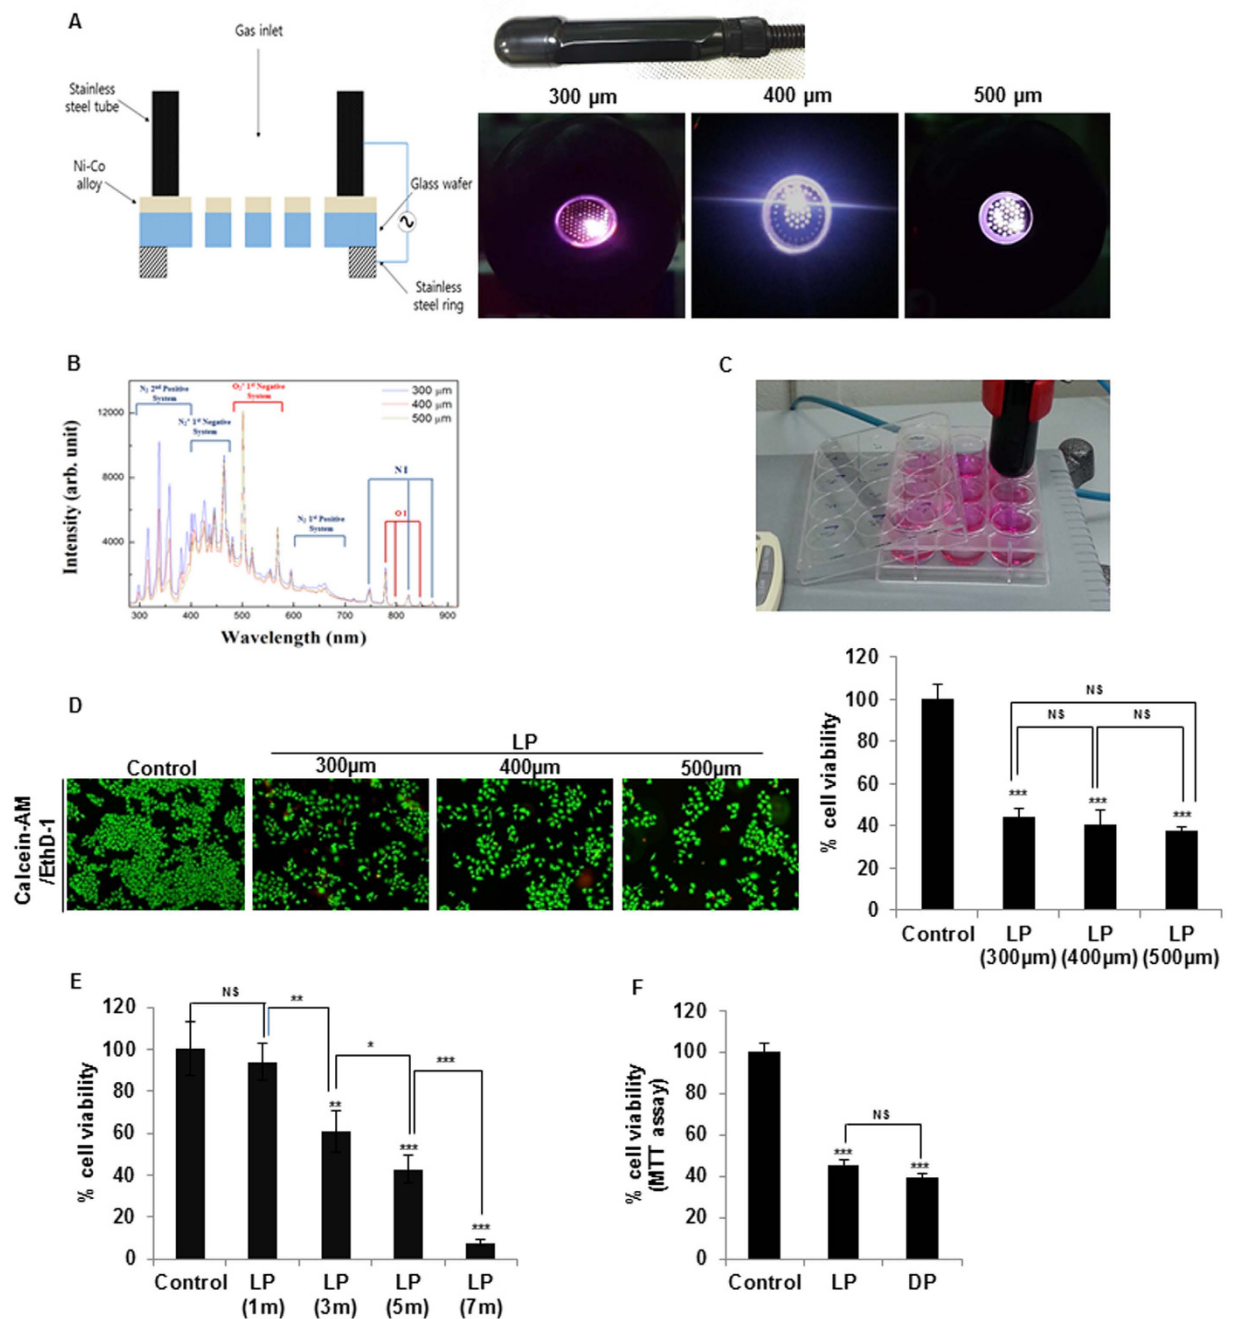 A
Gas inlet
Stainless
steel tube
Ni-Co
alloy
Glass wafer
Stainless
steel ring
300 µm
400 µm
500 µm
B
N₂ 2nd Positive
System
N₂⁺ 1st Negative
System
O₂⁺ 1st Negative
System
300 µm
400 µm
500 µm
N I
O I
N₂ 1st Positive
System
12000
8000
4000
Intensity (arb. unit)
300 400 500 600 700 800 900
Wavelength (nm)
C
D
LP
Control
300µm
400µm
500µm
Calcein-AM
/EthD-1
120
100
80
60
40
20
0
% cell viability
NS
NS
NS
***
***
***
Control
LP
(300µm)
LP
(400µm)
LP
(500µm)
E
120
100
80
60
40
20
0
% cell viability
NS
**
*
***
**
***
***
Control
LP
(1m)
LP
(3m)
LP
(5m)
LP
(7m)
F
120
100
80
60
40
20
0
% cell viability
(MTT assay)
NS
***
***
Control
LP
DP